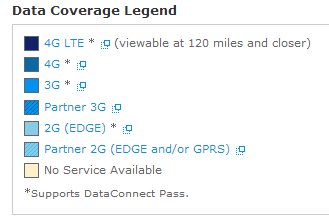 Data Coverage Legend
4G LTE * (viewable at 120 miles and closer)
4G *
3G *
Partner 3G
2G (EDGE) *
Partner 2G (EDGE and/or GPRS)
No Service Available
*Supports DataConnect Pass.